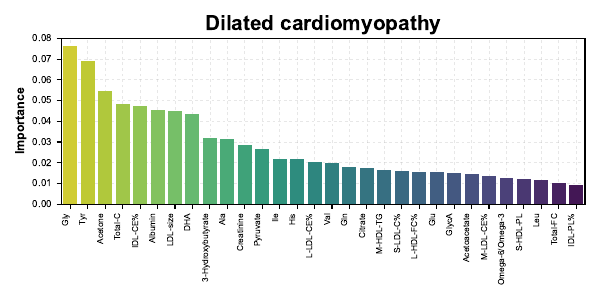 Dilated cardiomyopathy
Importance
0.08
0.07
0.06
0.05
0.04
0.03
0.02
0.01
0.00
Gly
Tyr
Acetone
Total-C
IDL-CE%
Albumin
LDL-size
DHA
3-Hydroxybutyrate
Ala
Creatinine
Pyruvate
Ile
His
L-LDL-CE%
Val
Gln
Citrate
M-HDL-TG
S-LDL-C%
L-HDL-FC%
Glu
GlycA
Acetoacetate
M-LDL-CE%
Omega-6/Omega-3
S-HDL-PL
Leu
Total-FC
IDL-PL%